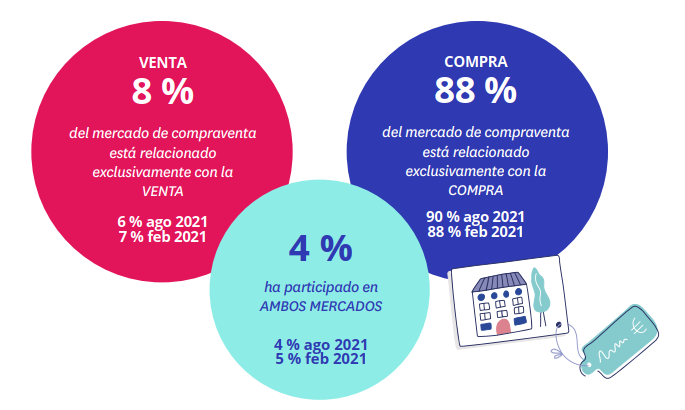 VENTA
8 %
del mercado de compraventa
está relacionado
exclusivamente con la
VENTA
6 % ago 2021
7 % feb 2021
COMPRA
88 %
del mercado de compraventa
está relacionado
exclusivamente con la
COMPRA
90 % ago 2021
88 % feb 2021
4 %
ha participado en
AMBOS MERCADOS
4 % ago 2021
5 % feb 2021
€